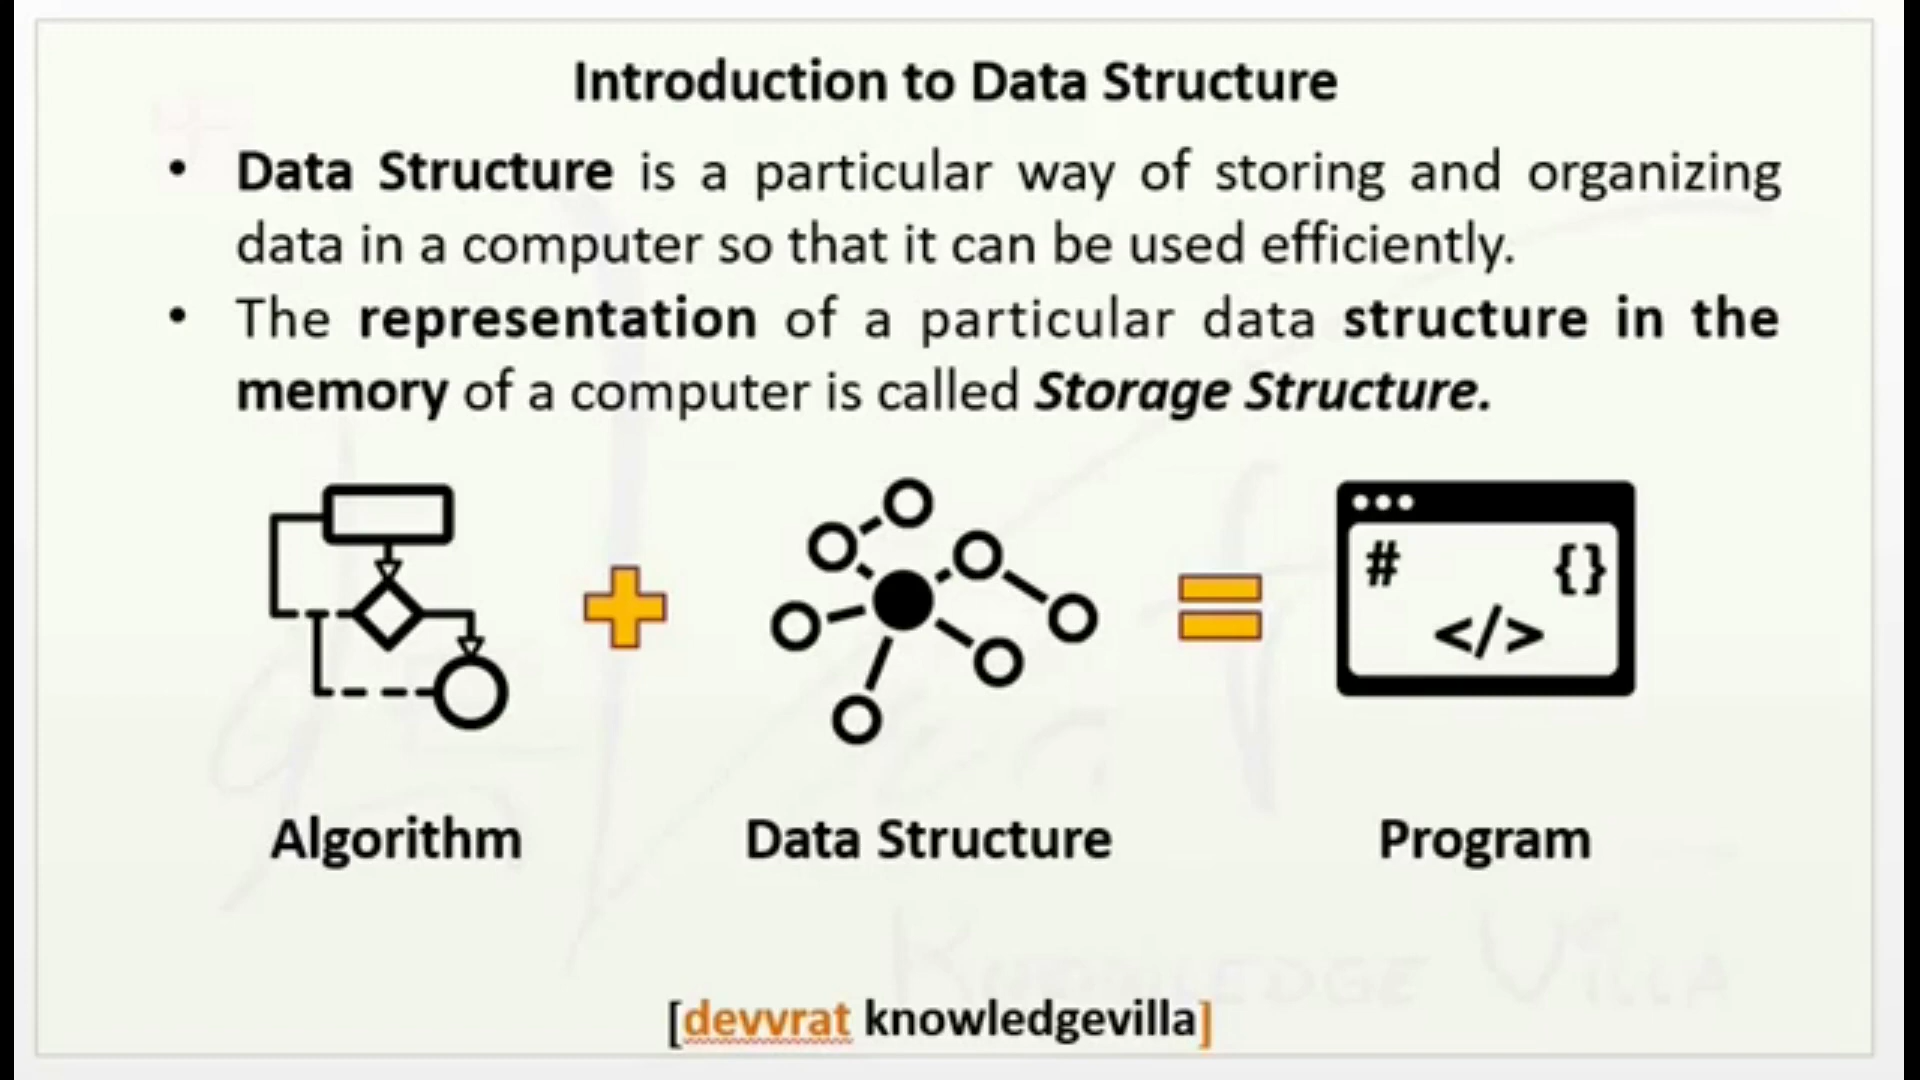 Introduction to Data Structure
• Data Structure is a particular way of storing and organizing
data in a computer so that it can be used efficiently.
• The representation of a particular data structure in the
memory of a computer is called Storage Structure.
# {}
</>
Algorithm Data Structure Program
KNOWLEDGE VILLA
[devvrat knowledgevilla]